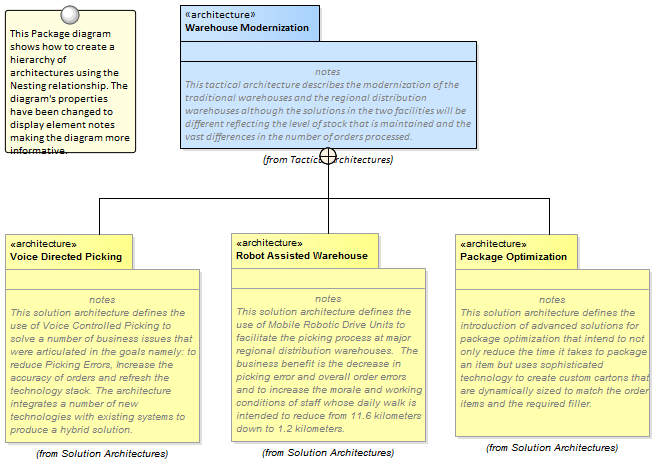 This Package diagram
shows how to create a
hierarchy of
architectures using the
Nesting relationship. The
diagram's properties
have been changed to
display element notes
making the diagram more
informative.
«architecture»
Warehouse Modernization
notes
This tactical architecture describes the modernization of the
traditional warehouses and the regional distribution
warehouses although the solutions in the two facilities will be
different reflecting the level of stock that is maintained and the
vast differences in the number of orders processed.
(from Tactical Architectures)
«architecture»
Voice Directed Picking
notes
This solution architecture defines the
use of Voice Controlled Picking to
solve a number of business issues that
were articulated in the goals namely: to
reduce Picking Errors, Increase the
accuracy of orders and refresh the
technology stack. The architecture
integrates a number of new
technologies with existing systems to
produce a hybrid solution.
(from Solution Architectures)
«architecture»
Robot Assisted Warehouse
notes
This solution architecture defines the
use of Mobile Robotic Drive Units to
facilitate the picking process at major
regional distribution warehouses.  The
business benefit is the decrease in
picking error and overall order errors
and to increase the morale and working
conditions of staff whose daily walk is
intended to reduce from 11.6 kilometers
down to 1.2 kilometers.
(from Solution Architectures)
«architecture»
Package Optimization
notes
This solution architecture defines the
introduction of advanced solutions for
package optimization that intend to not
only reduce the time it takes to package
an item but uses sophisticated
technology to create custom cartons that
are dynamically sized to match the order
items and the required filler.
(from Solution Architectures)